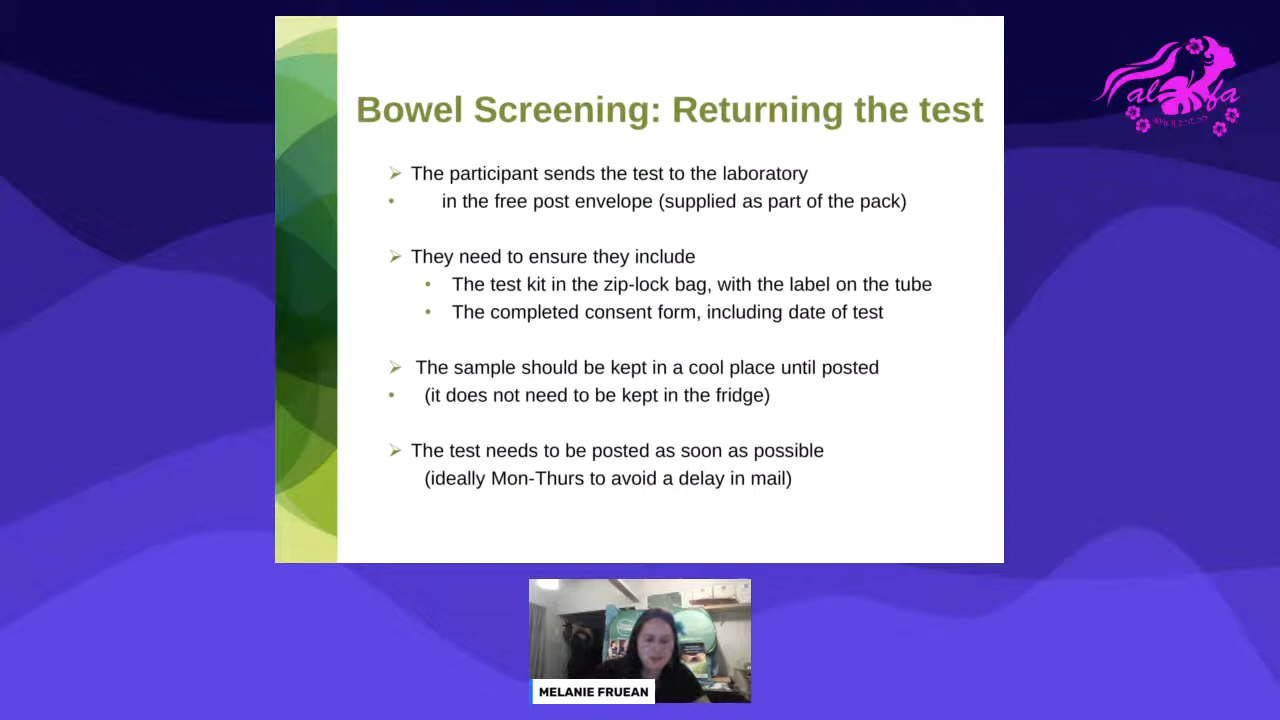 Bowel Screening: Returning the test
The participant sends the test to the laboratory
in the free post envelope (supplied as part of the pack)
They need to ensure they include
The test kit in the zip-lock bag, with the label on the tube
The completed consent form, including date of test
The sample should be kept in a cool place until posted
(it does not need to be kept in the fridge)
The test needs to be posted as soon as possible
(ideally Mon-Thurs to avoid a delay in mail)
MELANIE FRUEAN